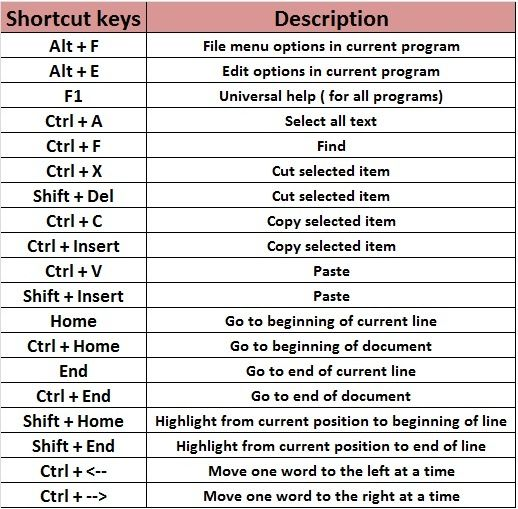 Shortcut keys Description
Alt + F File menu options in current program
Alt + E Edit options in current program
F1 Universal help ( for all programs)
Ctrl + A Select all text
Ctrl + F Find
Ctrl + X Cut selected item
Shift + Del Cut selected item
Ctrl + C Copy selected item
Ctrl + Insert Copy selected item
Ctrl + V Paste
Shift + Insert Paste
Home Go to beginning of current line
Ctrl + Home Go to beginning of document
End Go to end of current line
Ctrl + End Go to end of document
Shift + Home Highlight from current position to beginning of line
Shift + End Highlight from current position to end of line
Ctrl + <-- Move one word to the left at a time
Ctrl + --> Move one word to the right at a time